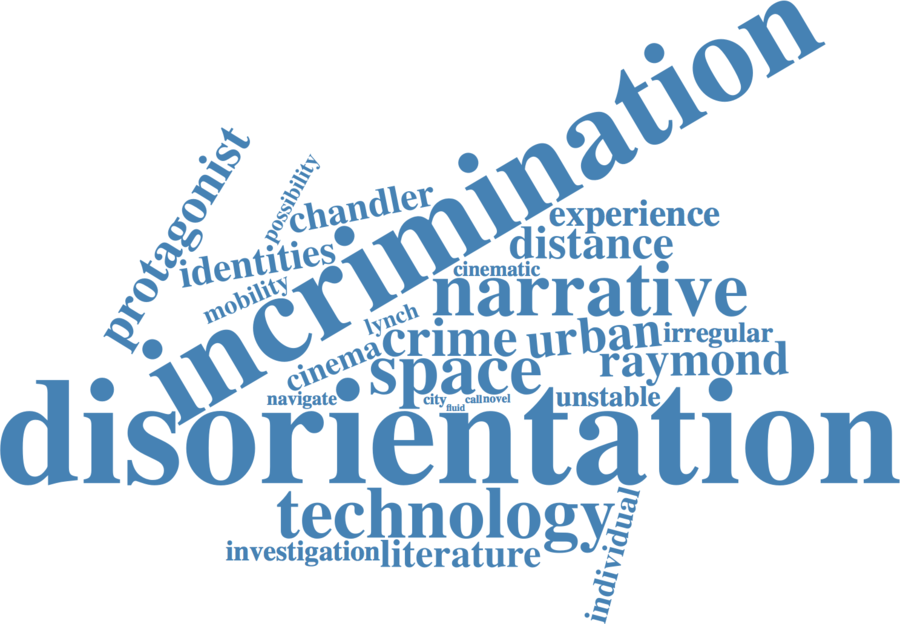 incrimination
protagonist
possibility
chandler
experience
identities
distance
cinematic
mobility
narrative
lynch
crime
urban
irregular
cinema
space
raymond
navigate
city
fluid
call
novel
unstable
disorientation
technology
individual
investigation
literature